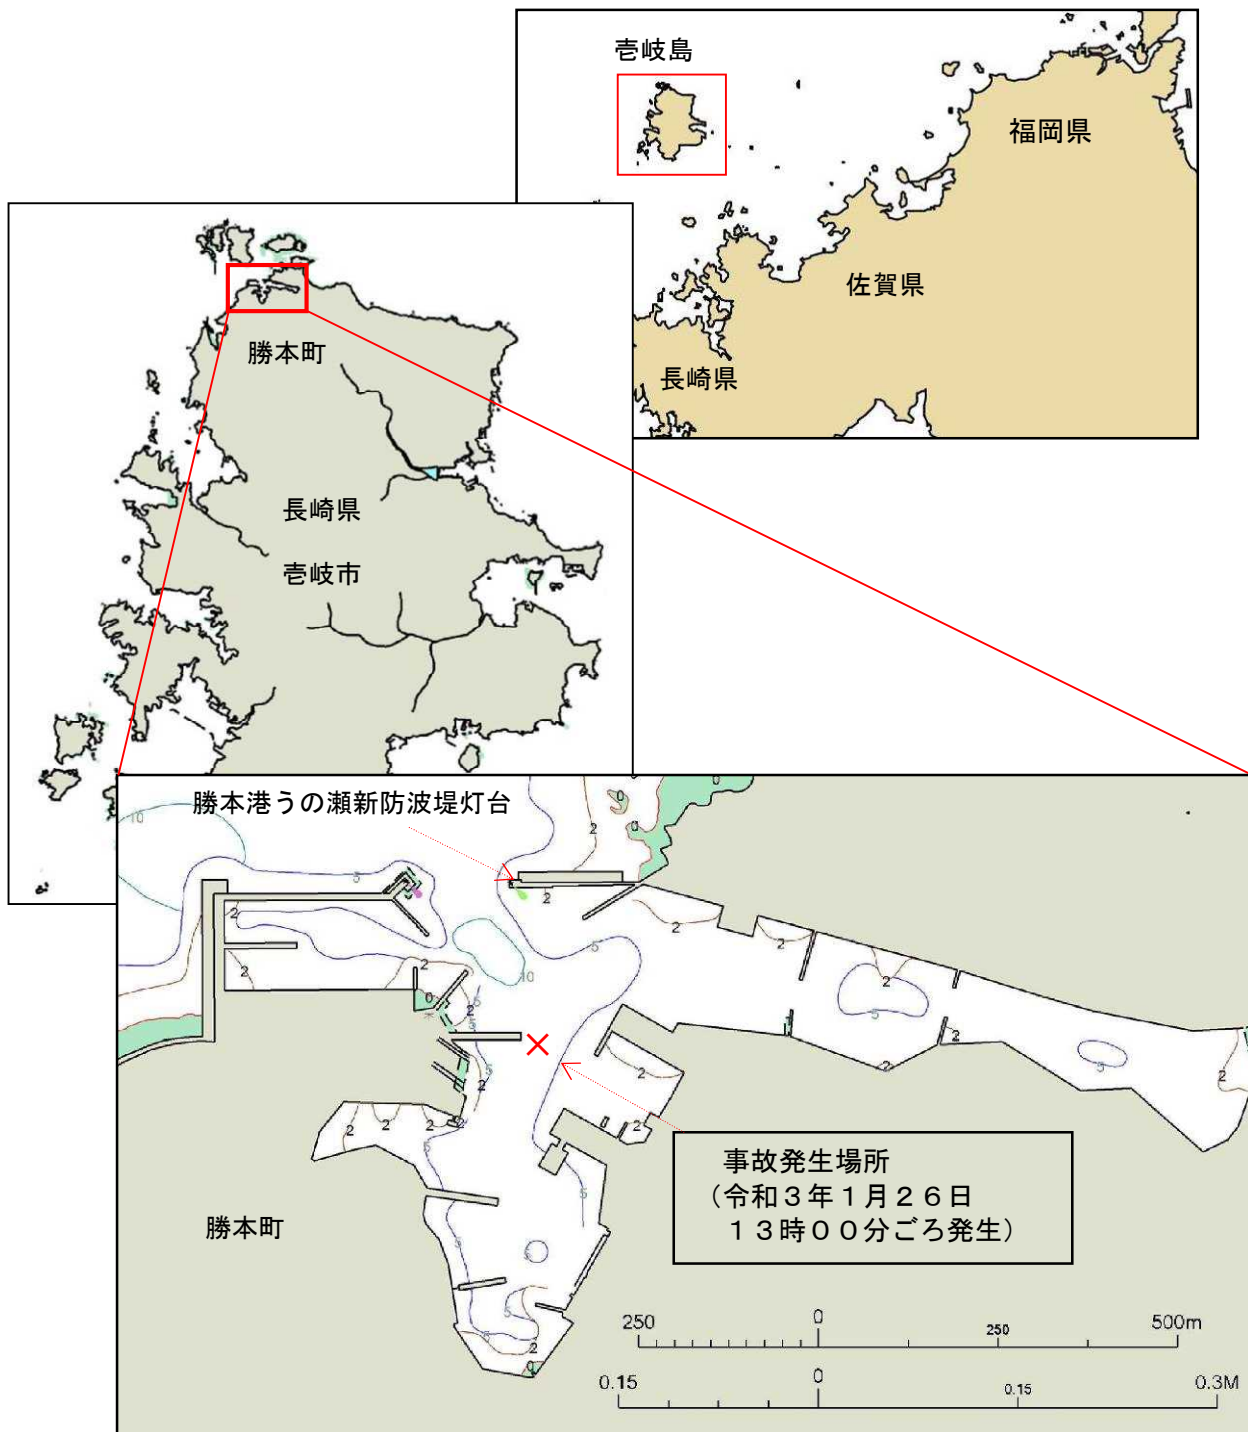 壱岐島
福岡県
佐賀県
長崎県
勝本町
長崎県
壱岐市
勝本港うの瀬新防波堤灯台
事故発生場所
（令和３年１月２６日
１３時００分ごろ発生）
勝本町
250 0 250 500m
0.15 0 0.15 0.3M